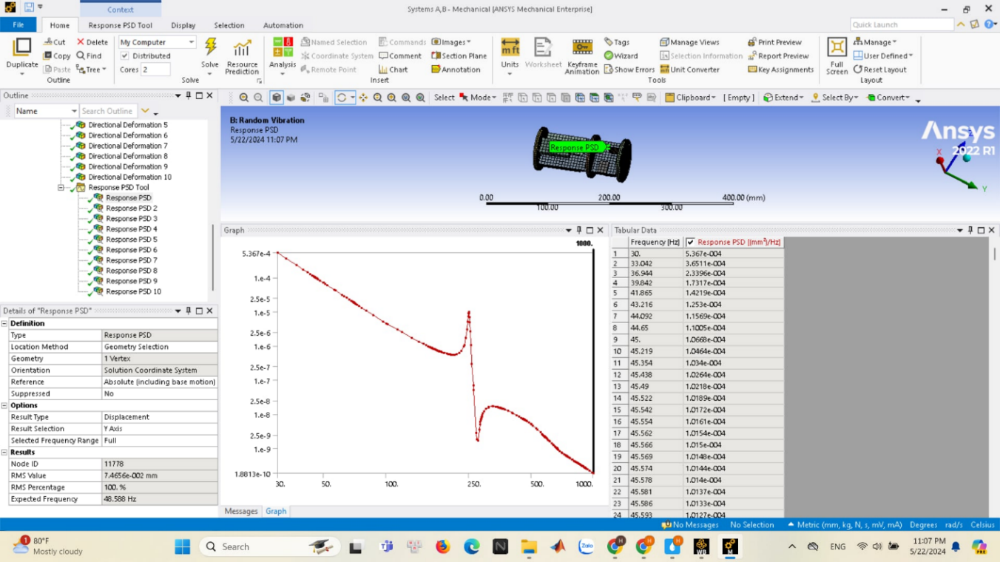 Context
Systems A,B - Mechanical [ANSYS Mechanical Enterprise]
File Home Response PSD Tool Display Selection Automation Quick Launch
Duplicate
Cut Delete
Copy Find
Paste Tree
Outline
My Computer
Distributed
Cores 2
Solve
Resource
Prediction
Solve
Analysis
Named Selection Commands Images
Coordinate System Comment Section Plane
Remote Point Chart Annotation
Insert
Units Worksheet Keyframe
Animation
Tags Manage Views Print Preview
Wizard Selection Information Report Preview
Show Errors Unit Converter Key Assignments
Tools
Full
Screen
Manage
User Defined
Reset Layout
Layout
Outline
Name Search Outline
Select Mode Clipboard [ Empty ] Extend Select By Convert
Directional Deformation 5
Directional Deformation 6
Directional Deformation 7
Directional Deformation 8
Directional Deformation 9
Directional Deformation 10
Response PSD Tool
Response PSD
Response PSD 2
Response PSD 3
Response PSD 4
Response PSD 5
Response PSD 6
Response PSD 7
Response PSD 8
Response PSD 9
Response PSD 10
Details of "Response PSD"
Definition
Type Response PSD
Location Method Geometry Selection
Geometry 1 Vertex
Orientation Solution Coordinate System
Reference Absolute (including base motion)
Suppressed No
Options
Result Type Displacement
Result Selection Y Axis
Selected Frequency Range Full
Results
Node ID 11778
RMS Value 7.4656e-002 mm
RMS Percentage 100. %
Expected Frequency 48.588 Hz
B: Random Vibration
Response PSD
5/22/2024 11:07 PM
Response PSD
0.00 200.00 400.00 (mm)
100.00 300.00
Ansys
2022 R1
X
Z
Y
Graph
1000.
5.367e-4
1.e-4
2.5e-5
1.e-5
2.5e-6
1.e-6
2.5e-7
1.e-7
2.5e-8
1.e-8
2.5e-9
1.e-9
1.8813e-10
30. 50. 100. 250. 500. 1000.
Messages Graph
Tabular Data
Frequency [Hz] Response PSD [(mm²)/Hz]
1 30. 5.367e-004
2 33.042 3.6511e-004
3 36.944 2.3396e-004
4 39.842 1.7317e-004
5 41.865 1.4219e-004
6 43.216 1.253e-004
7 44.092 1.1569e-004
8 44.65 1.1005e-004
9 45. 1.0668e-004
10 45.219 1.0464e-004
11 45.354 1.034e-004
12 45.438 1.0264e-004
13 45.49 1.0218e-004
14 45.522 1.0189e-004
15 45.542 1.0172e-004
16 45.554 1.0161e-004
17 45.562 1.0154e-004
18 45.566 1.015e-004
19 45.569 1.0148e-004
20 45.574 1.0144e-004
21 45.578 1.014e-004
22 45.581 1.0137e-004
23 45.586 1.0133e-004
24 45.593 1.0127e-004
No Messages No Selection Metric (mm, kg, N, s, mV, mA) Degrees rad/s Celsius
1
80°F
Mostly cloudy
Search
Zalo
WB
M
ENG
11:07 PM
5/22/2024
PRE